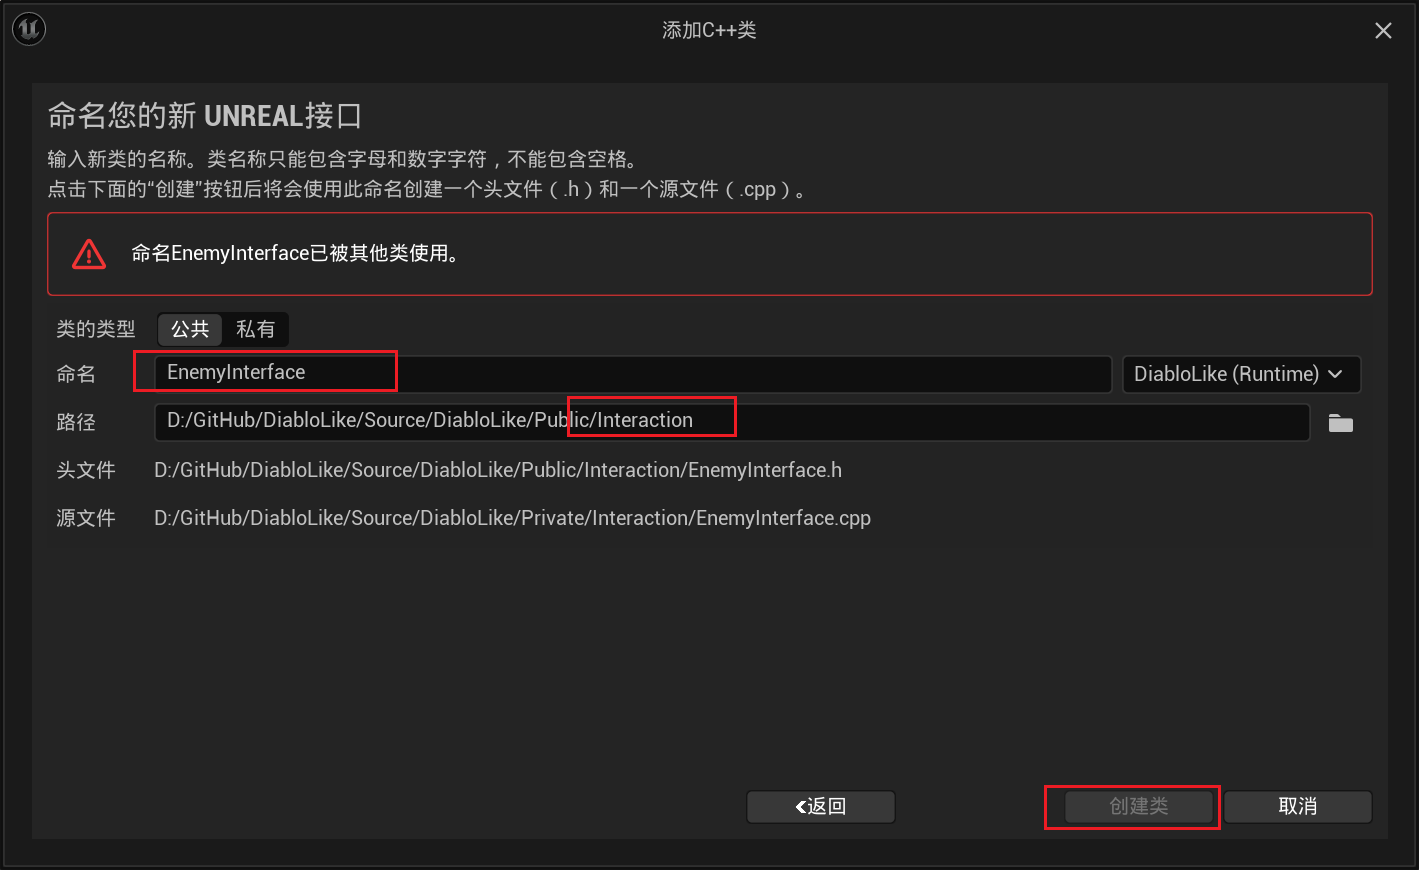 添加C++类
命名您的新 UNREAL接口
输入新类的名称。类名称只能包含字母和数字字符，不能包含空格。
点击下面的“创建”按钮后将会使用此命名创建一个头文件（.h）和一个源文件（.cpp）。
命名EnemyInterface已被其他类使用。
类的类型 公共 私有
命名 EnemyInterface DiabloLike (Runtime)
路径 D:/GitHub/DiabloLike/Source/DiabloLike/Public/Interaction
头文件 D:/GitHub/DiabloLike/Source/DiabloLike/Public/Interaction/EnemyInterface.h
源文件 D:/GitHub/DiabloLike/Source/DiabloLike/Private/Interaction/EnemyInterface.cpp
返回 创建类 取消